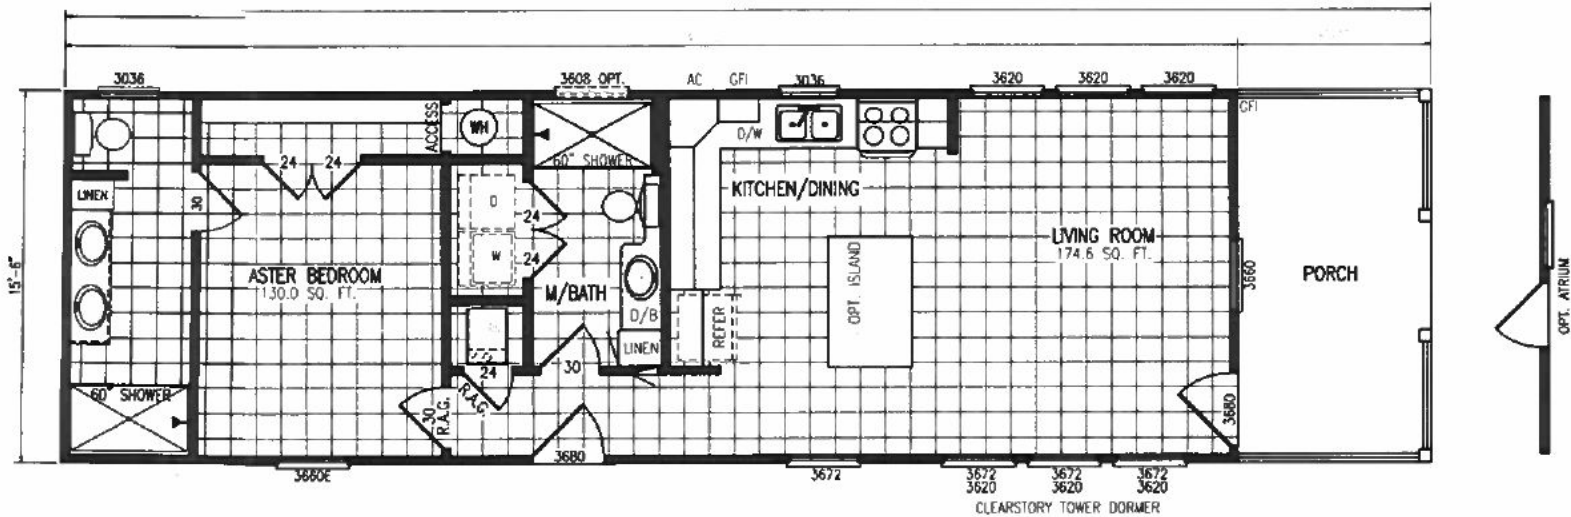 3036
3608 OPT.
AC
GFI
3036
3620
3620
3620
ACCESS
WH
GFI
D/W
60" SHOWER
24
24
KITCHEN/DINING
LINEN
30
D
24
LIVING ROOM
174.6 SQ. FT.
W
24
15'-6"
ASTER BEDROOM
130.0 SQ. FT.
M/BATH
OPT. ISLAND
3660
PORCH
OPT. ATRIUM
D/B
REFER
LINEN
24
30
60" SHOWER
R.A.G.
30
R.A.G.
3680
3680
3660E
3672
3672
3620
3672
3620
3672
3620
CLEARSTORY TOWER DORMER